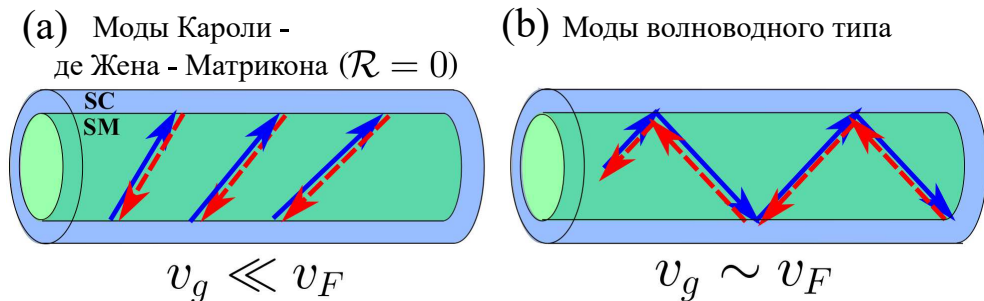 (a) Моды Кароли -
де Жена - Матрикона (ℛ = 0)
SC
SM
v_g ≪ v_F
(b) Моды волноводного типа
v_g ∼ v_F